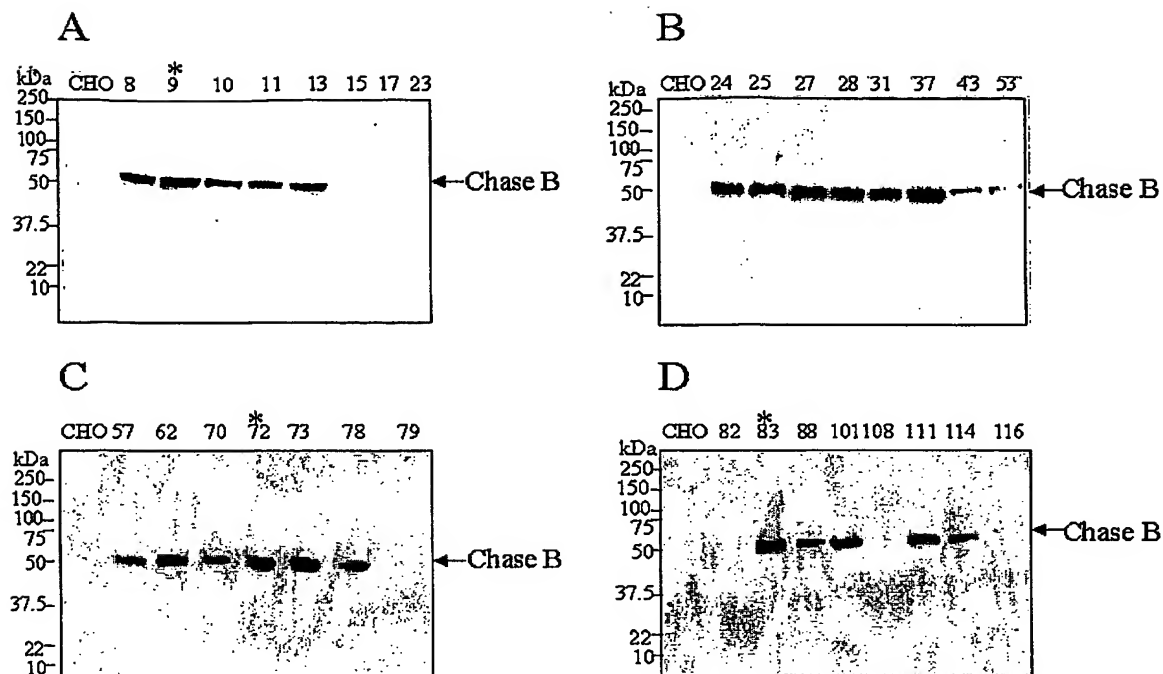 A
*
kDa CHO 8 9 10 11 13 15 17 23
250
150
100
75
50
37.5
22
10
Chase B
B
kDa CHO 24 25 27 28 31 37 43 53
250
150
100
75
50
37.5
22
10
Chase B
C
*
CHO 57 62 70 72 73 78 79
kDa
250
150
100
75
50
37.5
22
10
Chase B
D
*
CHO 82 83 88 101 108 111 114 116
kDa
250
150
100
75
50
37.5
22
10
Chase B